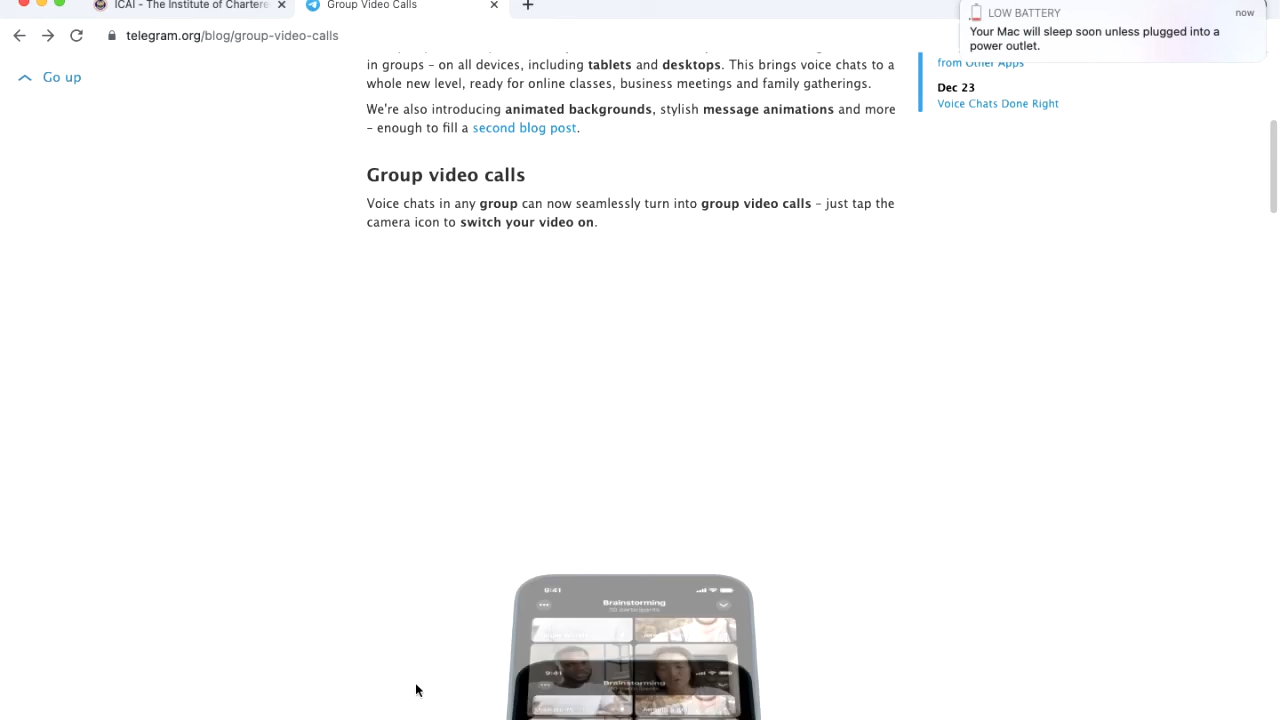 ICAI - The Institute of Chartere
Group Video Calls
LOW BATTERY
now
Your Mac will sleep soon unless plugged into a
power outlet.
telegram.org/blog/group-video-calls
Go up
in groups – on all devices, including tablets and desktops. This brings voice chats to a
whole new level, ready for online classes, business meetings and family gatherings.
We're also introducing animated backgrounds, stylish message animations and more
– enough to fill a second blog post.
from Other Apps
Dec 23
Voice Chats Done Right
Group video calls
Voice chats in any group can now seamlessly turn into group video calls – just tap the
camera icon to switch your video on.
9:41
Brainstorming
9:41
Brainstorming